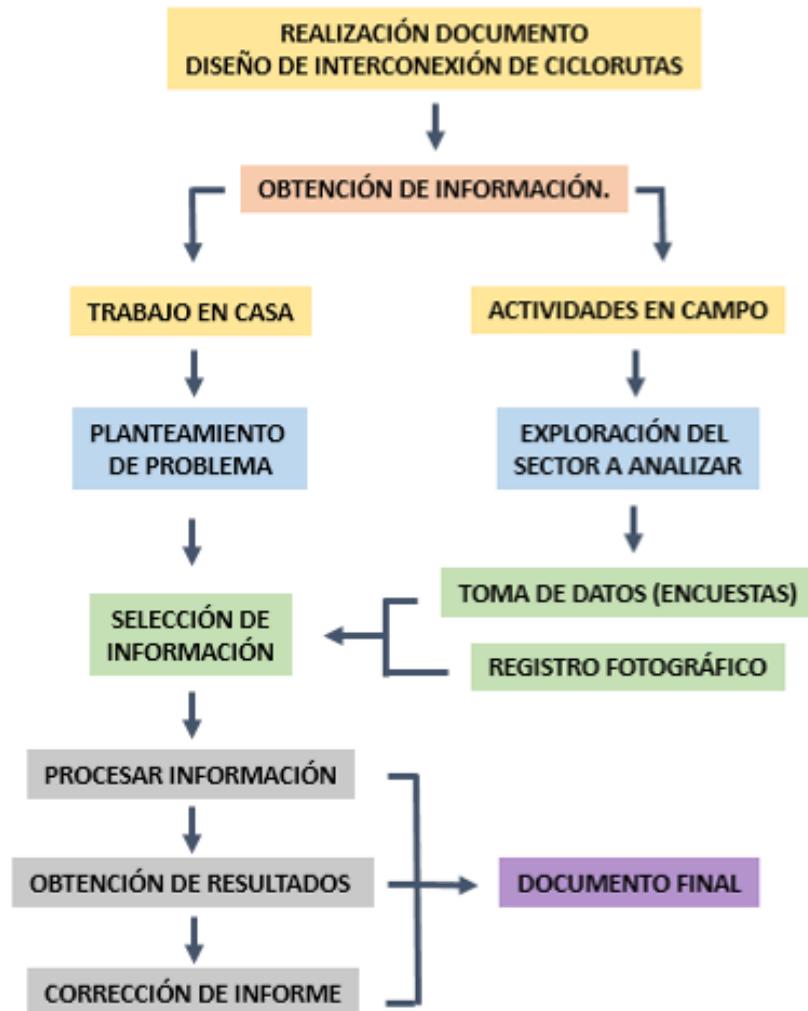 REALIZACIÓN DOCUMENTO
DISEÑO DE INTERCONEXIÓN DE CICLORUTAS
OBTENCIÓN DE INFORMACIÓN.
TRABAJO EN CASA
ACTIVIDADES EN CAMPO
PLANTEAMIENTO
DE PROBLEMA
EXPLORACIÓN DEL
SECTOR A ANALIZAR
TOMA DE DATOS (ENCUESTAS)
SELECCIÓN DE
INFORMACIÓN
REGISTRO FOTOGRÁFICO
PROCESAR INFORMACIÓN
OBTENCIÓN DE RESULTADOS
DOCUMENTO FINAL
CORRECCIÓN DE INFORME